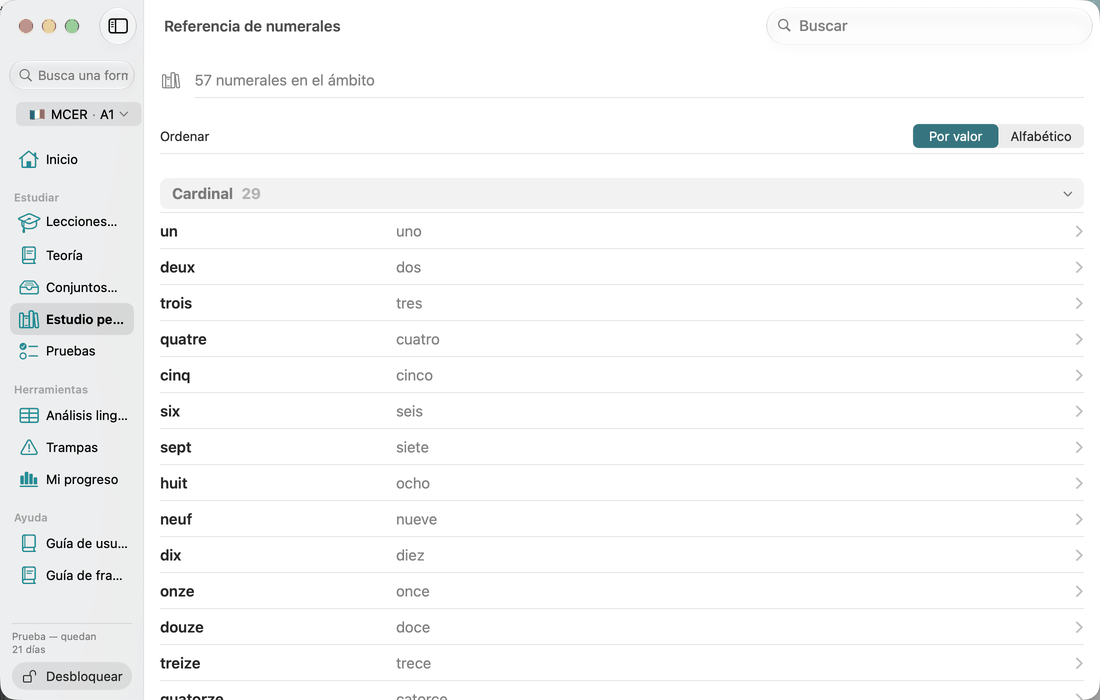 Referencia de numerales
Buscar
Busca una forn
57 numerales en el ámbito
MCER · A1
Ordenar
Por valor
Alfabético
Inicio
Estudiar
Lecciones...
Teoría
Conjuntos...
Estudio pe...
Pruebas
Herramientas
Análisis ling...
Trampas
Mi progreso
Ayuda
Guía de usu...
Guía de fra...
Prueba — quedan
21 días
Desbloquear
Cardinal 29
un uno
deux dos
trois tres
quatre cuatro
cinq cinco
six seis
sept siete
huit ocho
neuf nueve
dix diez
onze once
douze doce
treize trece
quatorze catorce